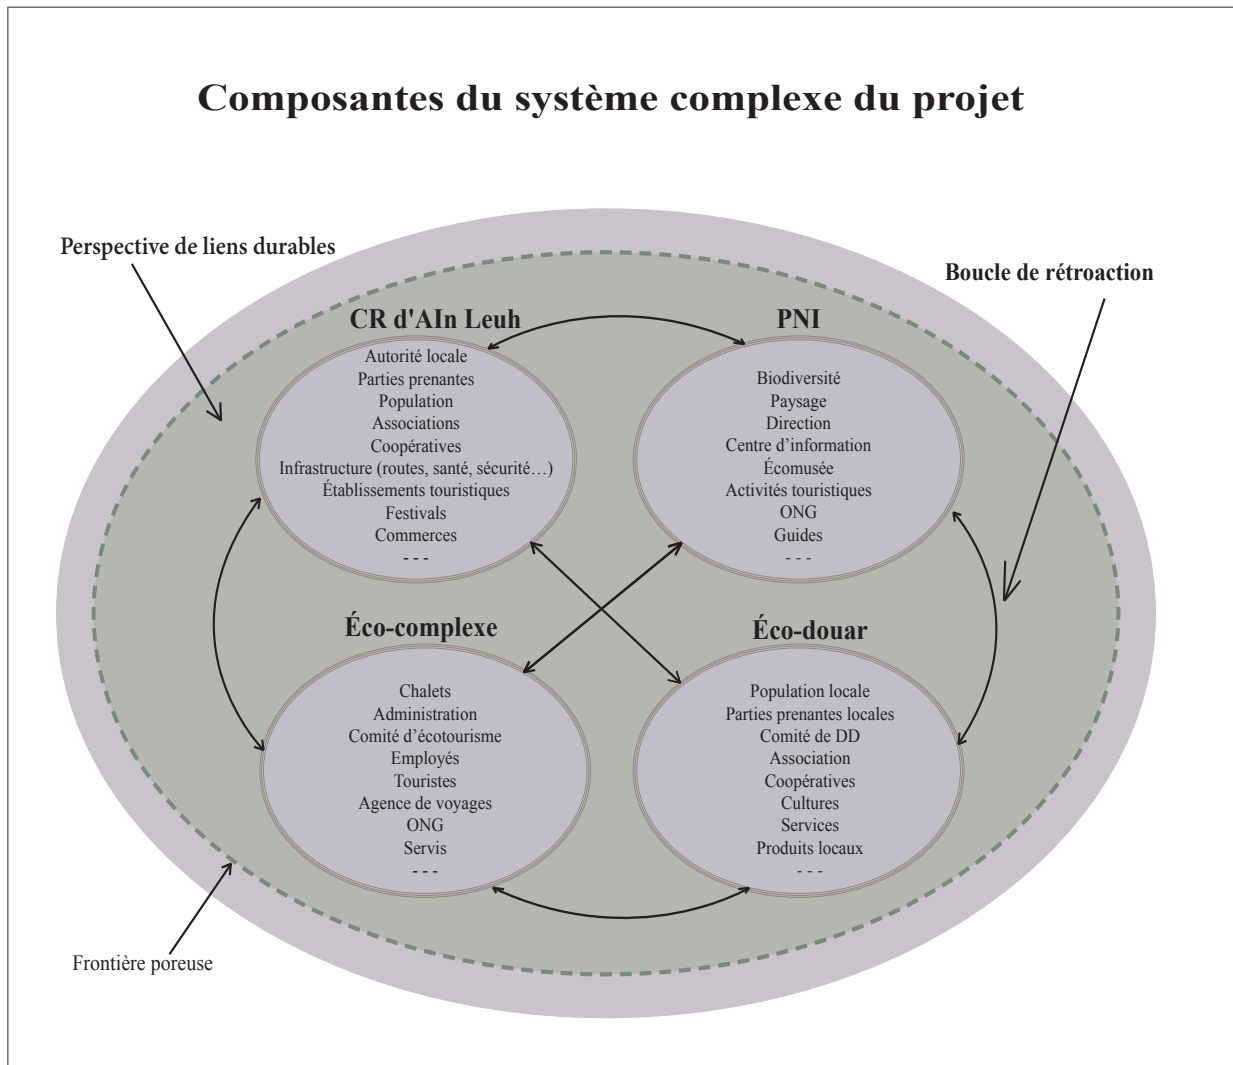 Composantes du système complexe du projet
Perspective de liens durables
Boucle de rétroaction
CR d'AIn Leuh
Autorité locale
Parties prenantes
Population
Associations
Coopératives
Infrastructure (routes, santé, sécurité…)
Établissements touristiques
Festivals
Commerces
- - -
PNI
Biodiversité
Paysage
Direction
Centre d’information
Écomusée
Activités touristiques
ONG
Guides
- - -
Éco-complexe
Chalets
Administration
Comité d’écotourisme
Employés
Touristes
Agence de voyages
ONG
Servis
- - -
Éco-douar
Population locale
Parties prenantes locales
Comité de DD
Association
Coopératives
Cultures
Services
Produits locaux
- - -
Frontière poreuse